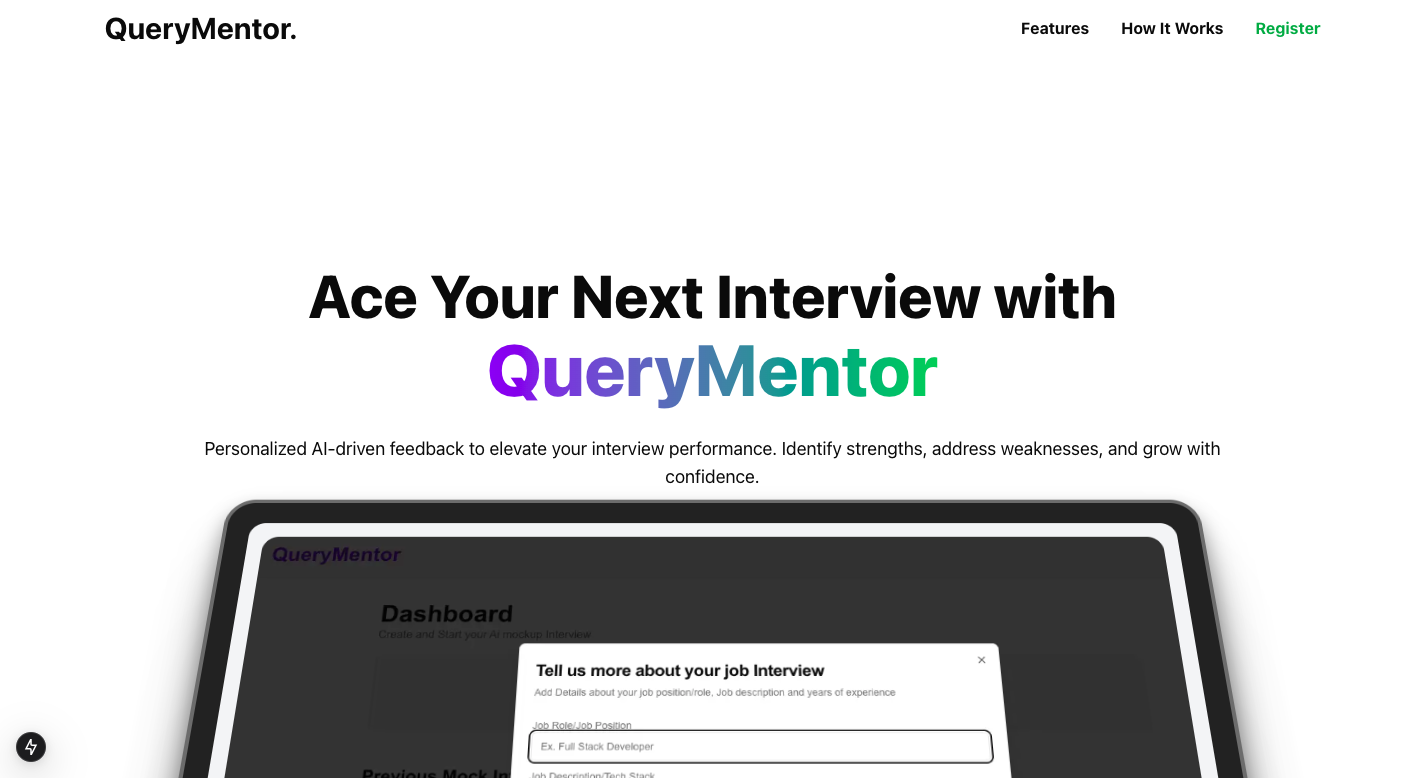 QueryMentor.
Features How It Works Register
Ace Your Next Interview with
QueryMentor
Personalized AI-driven feedback to elevate your interview performance. Identify strengths, address weaknesses, and grow with
confidence.
QueryMentor
Dashboard
Create and Start your AI mockup Interview
Tell us more about your job Interview
×
Add Details about your job position/role, Job description and years of experience
Job Role/Job Position
Ex. Full Stack Developer
Job Description/Tech Stack
Previous Mock In